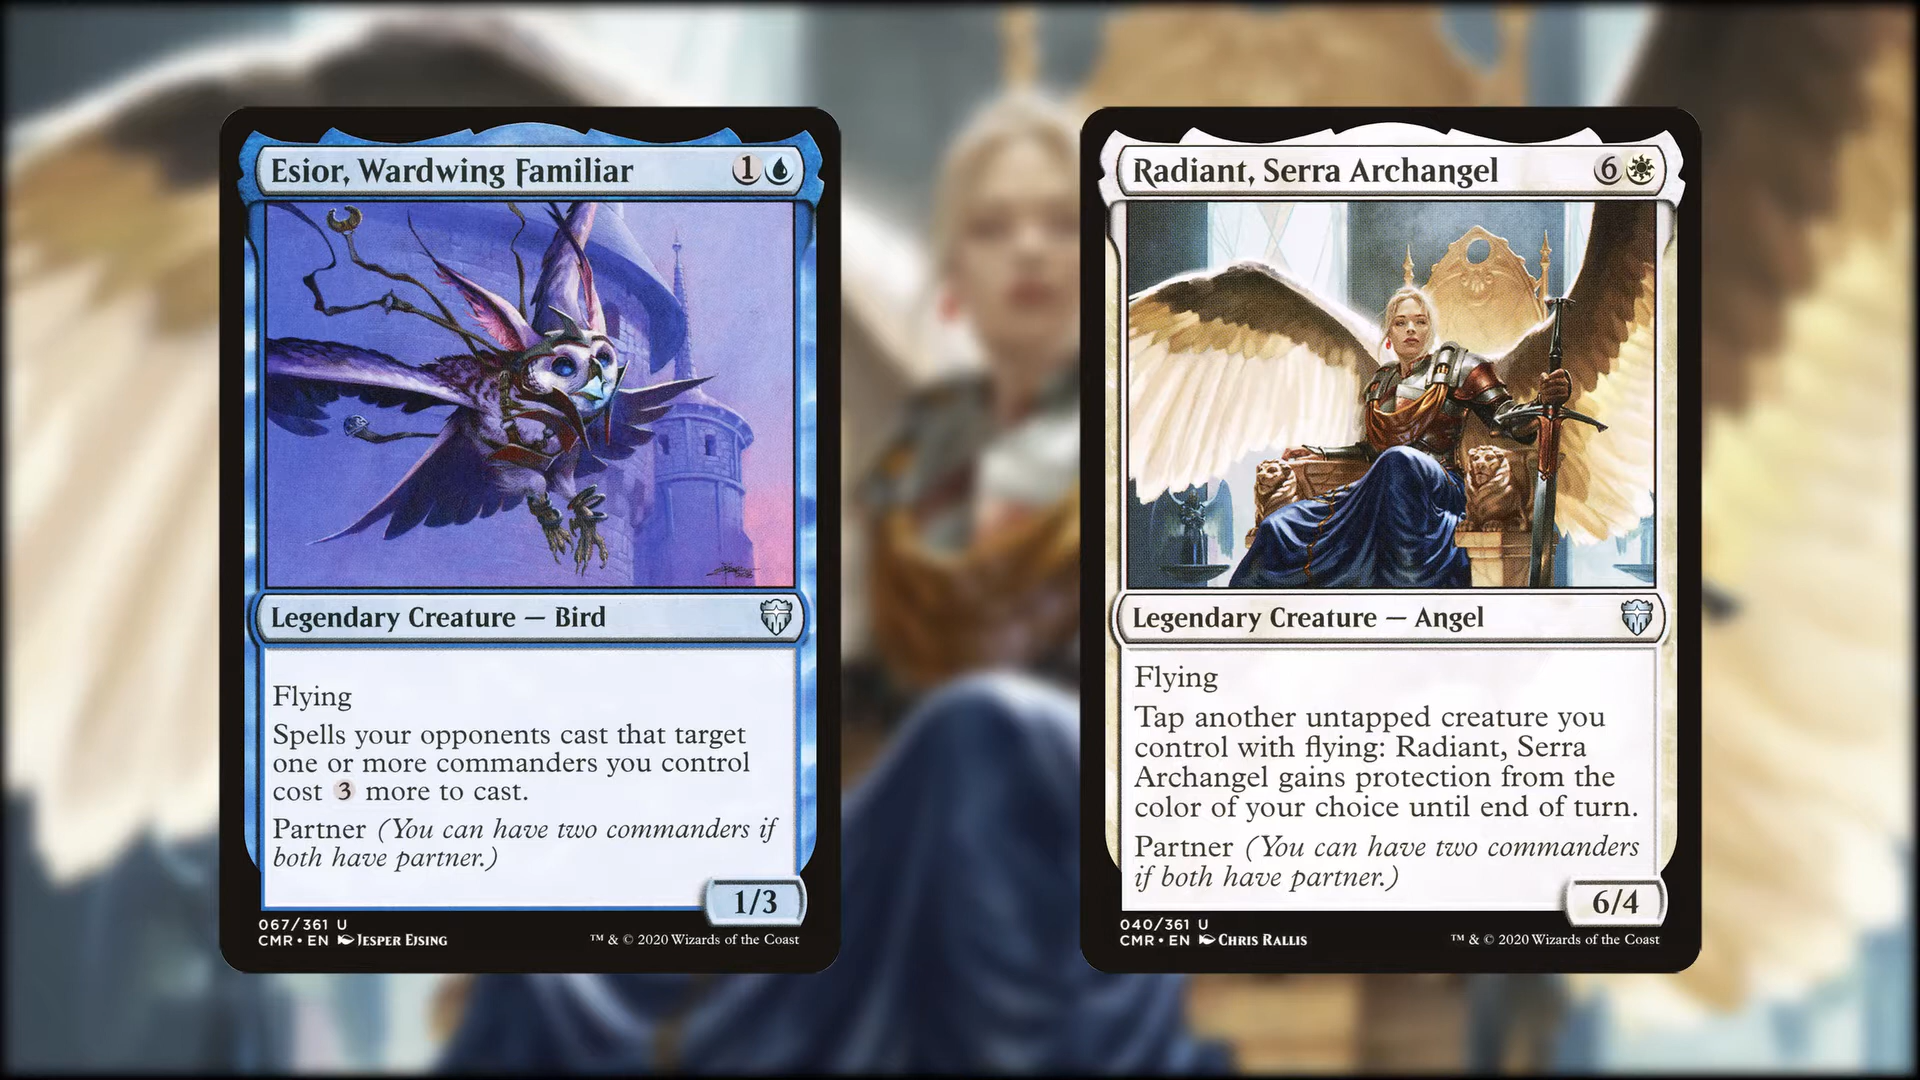 Esior, Wardwing Familiar
1
Legendary Creature — Bird
Flying
Spells your opponents cast that target
one or more commanders you control
cost 3 more to cast.
Partner (You can have two commanders if
both have partner.)
1/3
067/361 U
CMR • EN Jesper Ejsing
™ & © 2020 Wizards of the Coast
Radiant, Serra Archangel
6
Legendary Creature — Angel
Flying
Tap another untapped creature you
control with flying: Radiant, Serra
Archangel gains protection from the
color of your choice until end of turn.
Partner (You can have two commanders
if both have partner.)
6/4
040/361 U
CMR • EN Chris Rallis
™ & © 2020 Wizards of the Coast